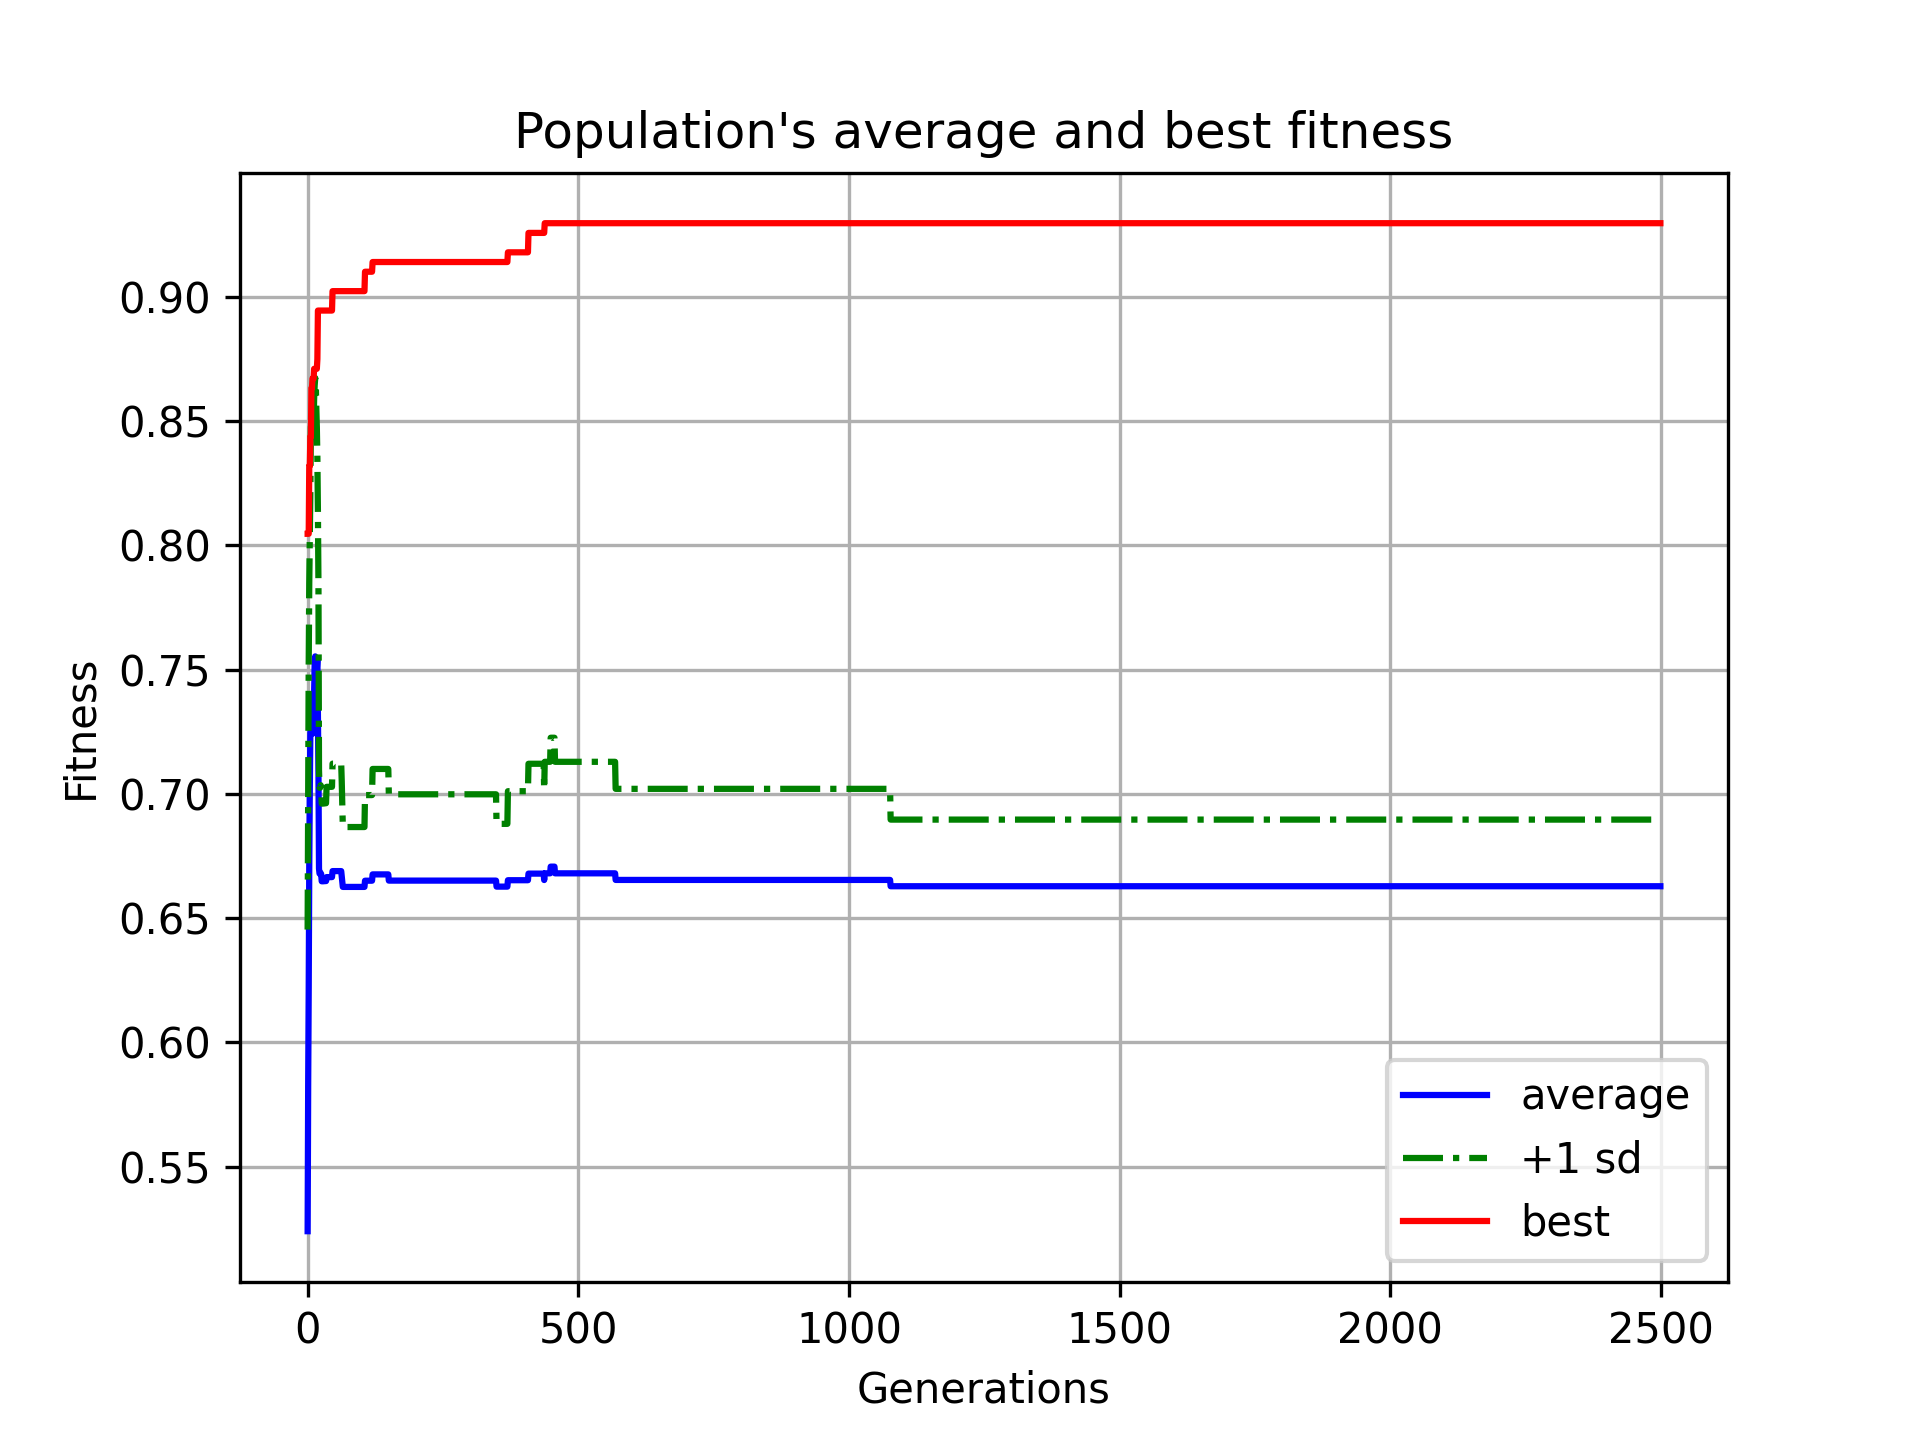 Population's average and best fitness
Fitness
0.90
0.85
0.80
0.75
0.70
0.65
0.60
0.55
average
+1 sd
best
0 500 1000 1500 2000 2500
Generations